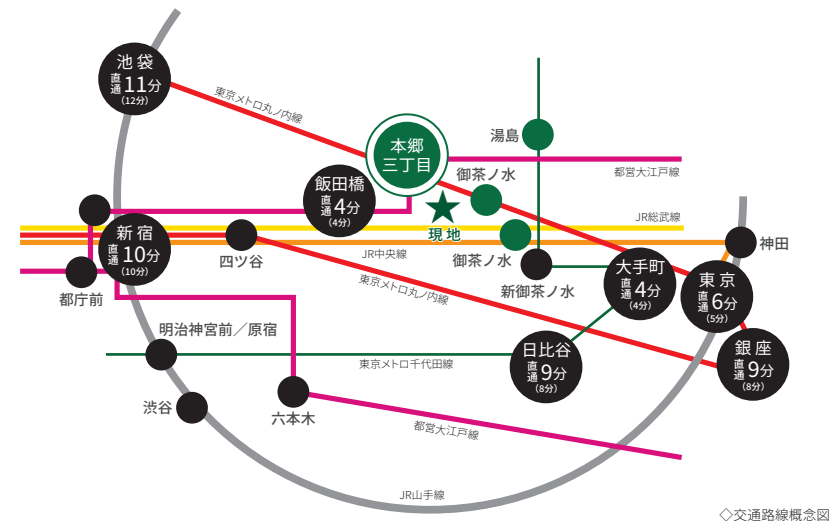 池袋
直通11分
(12分)
東京メトロ丸ノ内線
本郷
三丁目
湯島
都営大江戸線
御茶ノ水
飯田橋
直通4分
(4分)
現地
JR総武線
新宿
直通10分
(10分)
四ツ谷
JR中央線
御茶ノ水
神田
都庁前
東京メトロ丸ノ内線
新御茶ノ水
大手町
直通4分
(4分)
東京
直通6分
(5分)
明治神宮前／原宿
東京メトロ千代田線
日比谷
直通9分
(8分)
銀座
直通9分
(8分)
渋谷
六本木
都営大江戸線
JR山手線
◇交通路線概念図